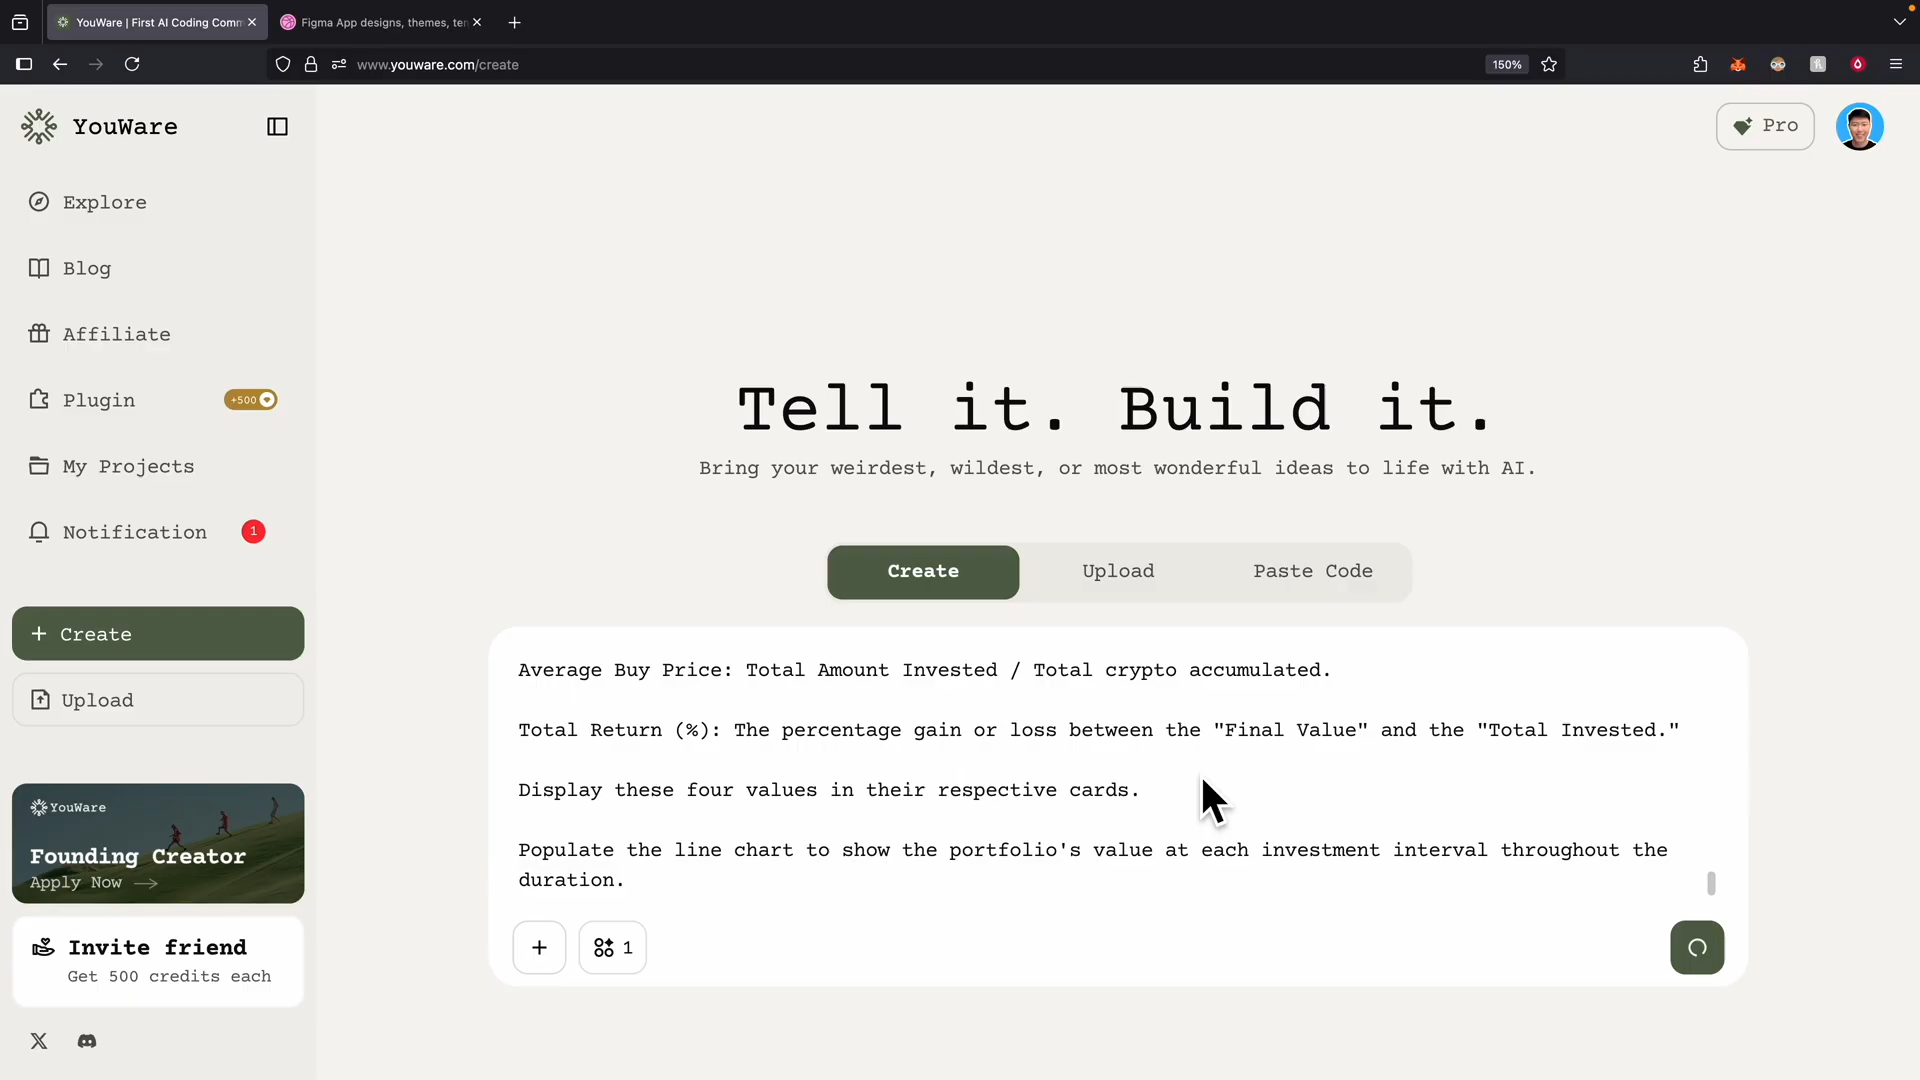 YouWare | First AI Coding Comm
Figma App designs, themes, ten
www.youware.com/create
150%
YouWare
Pro
Explore
Blog
Affiliate
Plugin
+500
My Projects
Notification
1
+ Create
Upload
YouWare
Founding Creator
Apply Now
Invite friend
Get 500 credits each
Tell it. Build it.
Bring your weirdest, wildest, or most wonderful ideas to life with AI.
Create
Upload
Paste Code
Average Buy Price: Total Amount Invested / Total crypto accumulated.
Total Return (%): The percentage gain or loss between the "Final Value" and the "Total Invested."
Display these four values in their respective cards.
Populate the line chart to show the portfolio's value at each investment interval throughout the
duration.
+
1